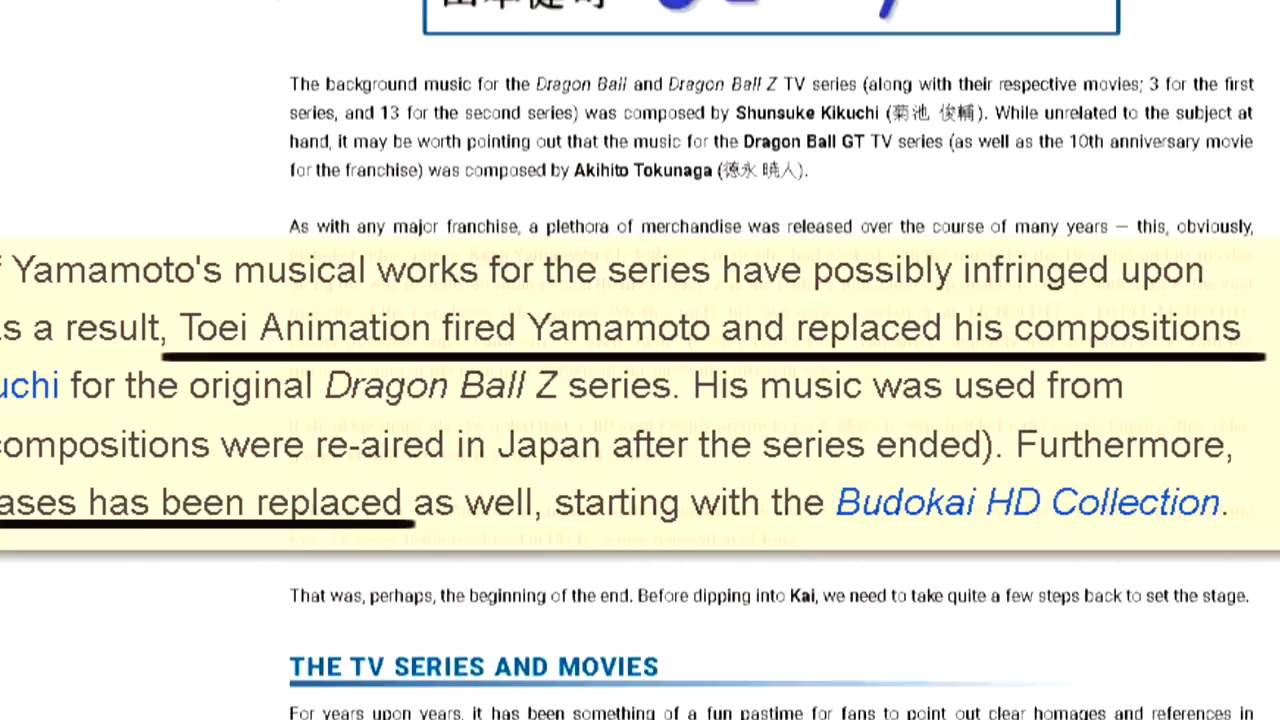 The background music for the Dragon Ball and Dragon Ball Z TV series (along with their respective movies; 3 for the first
series, and 13 for the second series) was composed by Shunsuke Kikuchi (菊池 俊輔). While unrelated to the subject at
hand, it may be worth pointing out that the music for the Dragon Ball GT TV series (as well as the 10th anniversary movie
for the franchise) was composed by Akihito Tokunaga (徳永 暁人).
As with any major franchise, a plethora of merchandise was released over the course of many years — this, obviously,
Yamamoto's musical works for the series have possibly infringed upon
s a result, Toei Animation fired Yamamoto and replaced his compositions
uchi for the original Dragon Ball Z series. His music was used from
compositions were re-aired in Japan after the series ended). Furthermore,
ases has been replaced as well, starting with the Budokai HD Collection.
That was, perhaps, the beginning of the end. Before dipping into Kai, we need to take quite a few steps back to set the stage.
THE TV SERIES AND MOVIES
For years upon years, it has been something of a fun pastime for fans to point out clear homages and references in